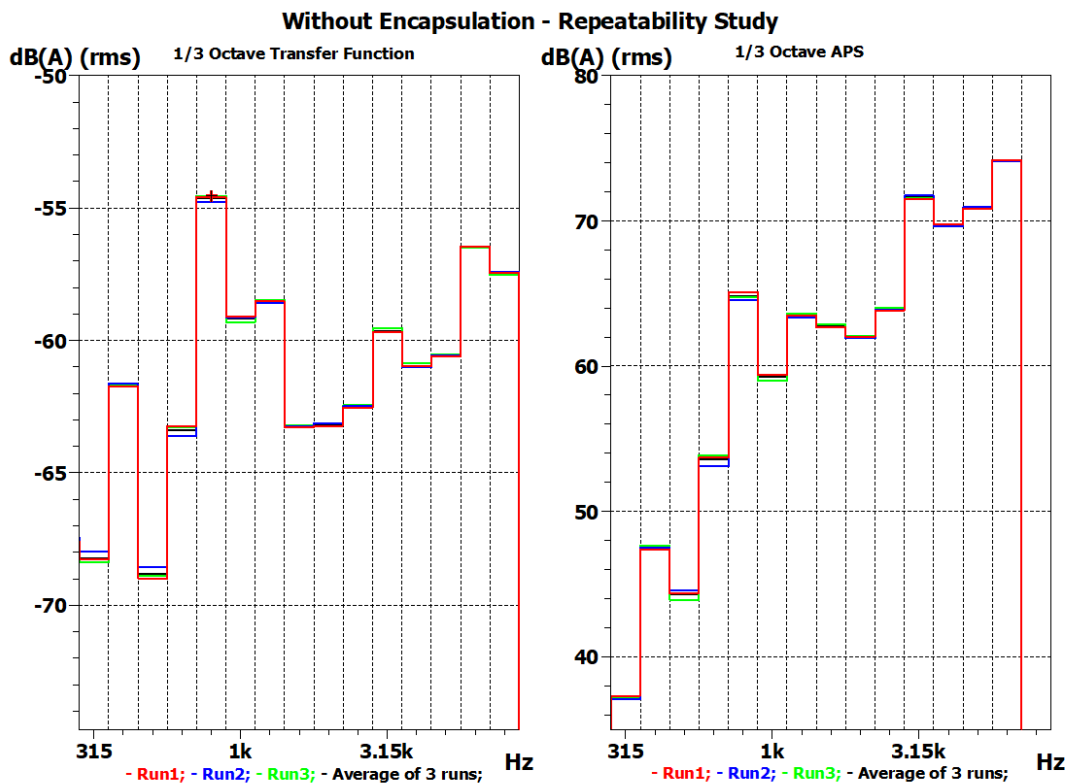 Without Encapsulation - Repeatability Study
dB(A) (rms) 1/3 Octave Transfer Function
-50
-55
-60
-65
-70
315 1k 3.15k Hz
- Run1; - Run2; - Run3; - Average of 3 runs;
dB(A) (rms) 1/3 Octave APS
80
70
60
50
40
315 1k 3.15k Hz
- Run1; - Run2; - Run3; - Average of 3 runs;